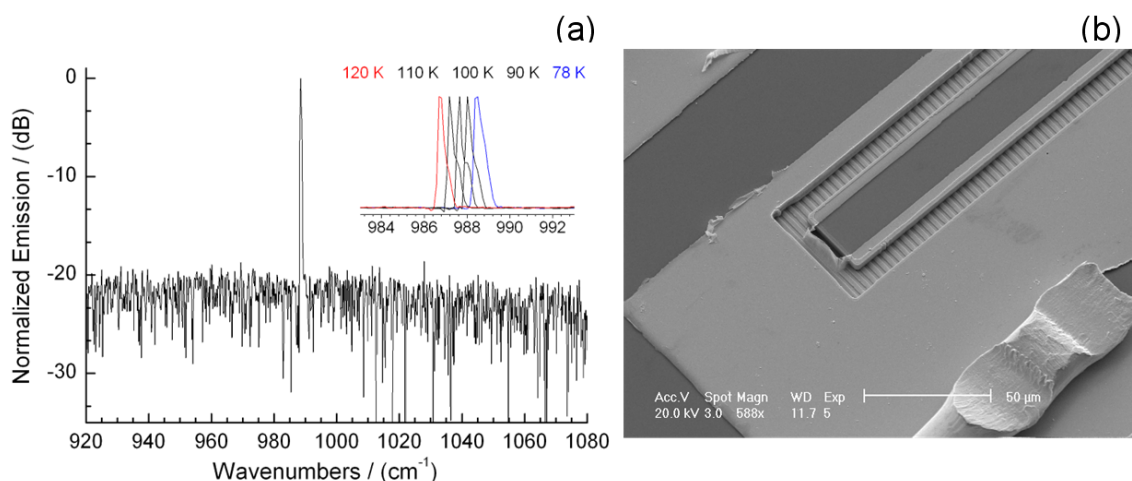 (a)
120 K 110 K 100 K 90 K 78 K
984 986 988 990 992
0
-10
-20
-30
Normalized Emission / (dB)
920 940 960 980 1000 1020 1040 1060 1080
Wavenumbers / (cm⁻¹)
(b)
Acc.V Spot Magn WD Exp
20.0 kV 3.0 588x 11.7 5
50 µm